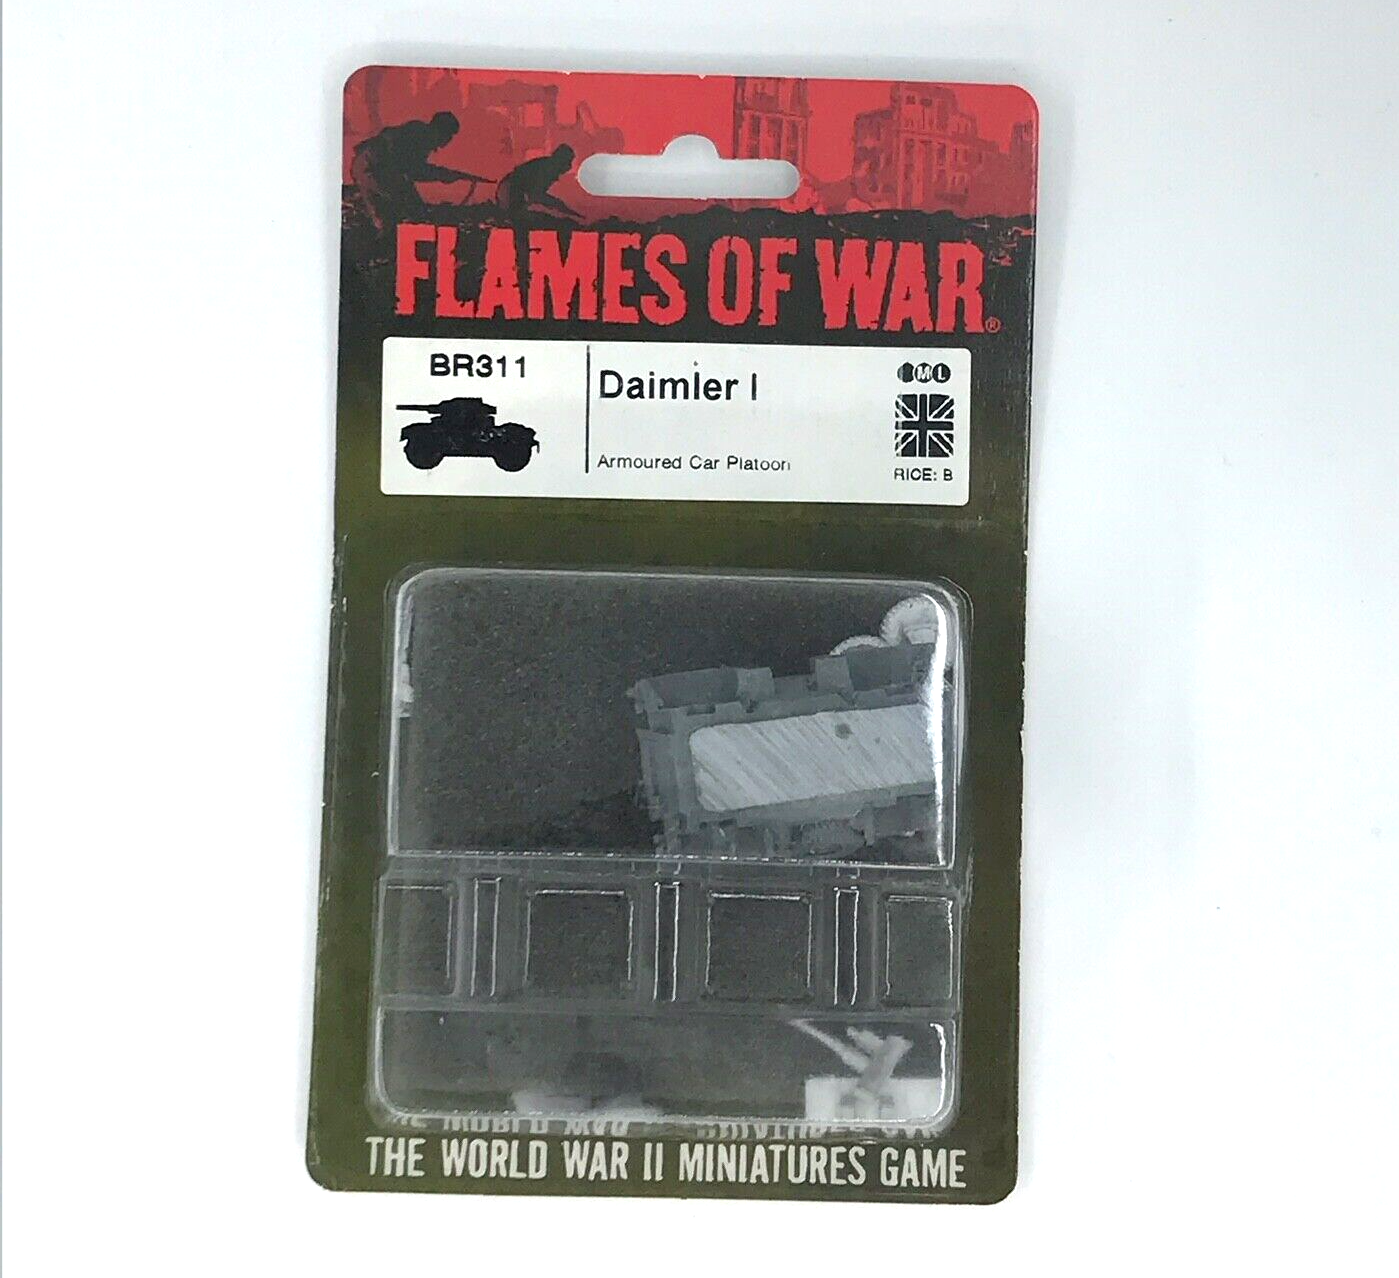 FLAMES OF WAR®
BR311
Daimler I
Armoured Car Platoon
M L
RICE: B
THE WORLD WAR II MINIATURES GAME